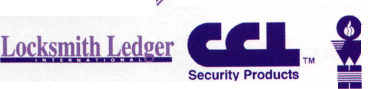 Locksmith Ledger
INTERNATIONAL
CCL TM
Security Products